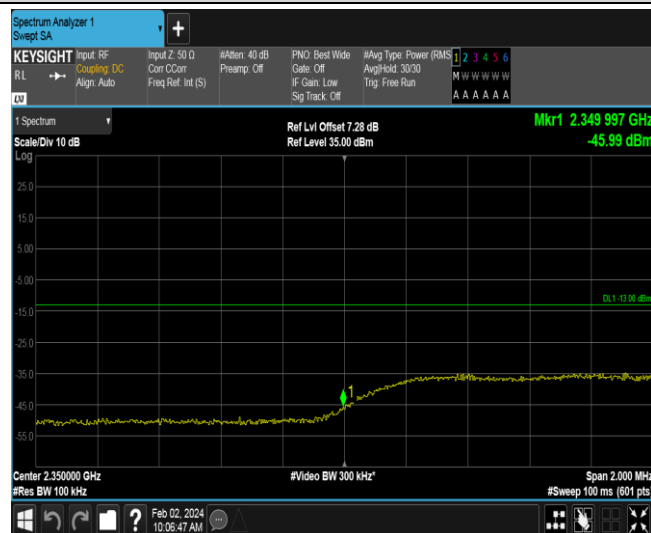 Spectrum Analyzer 1
Swept SA
KEYSIGHT
RL
LXI
Input: RF
Coupling: DC
Align: Auto
Input Z: 50 Ω
Corr CCorr
Freq Ref: Int (S)
#Atten: 40 dB
Preamp: Off
PNO: Best Wide
Gate: Off
IF Gain: Low
Sig Track: Off
#Avg Type: Power (RMS
Avg|Hold: 30/30
Trig: Free Run
1 2 3 4 5 6
M W W W W W
A A A A A A
1 Spectrum
Scale/Div 10 dB
Ref Lvl Offset 7.28 dB
Ref Level 35.00 dBm
Mkr1 2.349 997 GHz
-45.99 dBm
Log
25.0
15.0
5.00
-5.00
DL1 -13.00 dBm
-15.0
-25.0
-35.0
1
-45.0
-55.0
Center 2.350000 GHz
#Video BW 300 kHz*
Span 2.000 MHz
#Res BW 100 kHz
#Sweep 100 ms (601 pts)
?
Feb 02, 2024
10:06:47 AM